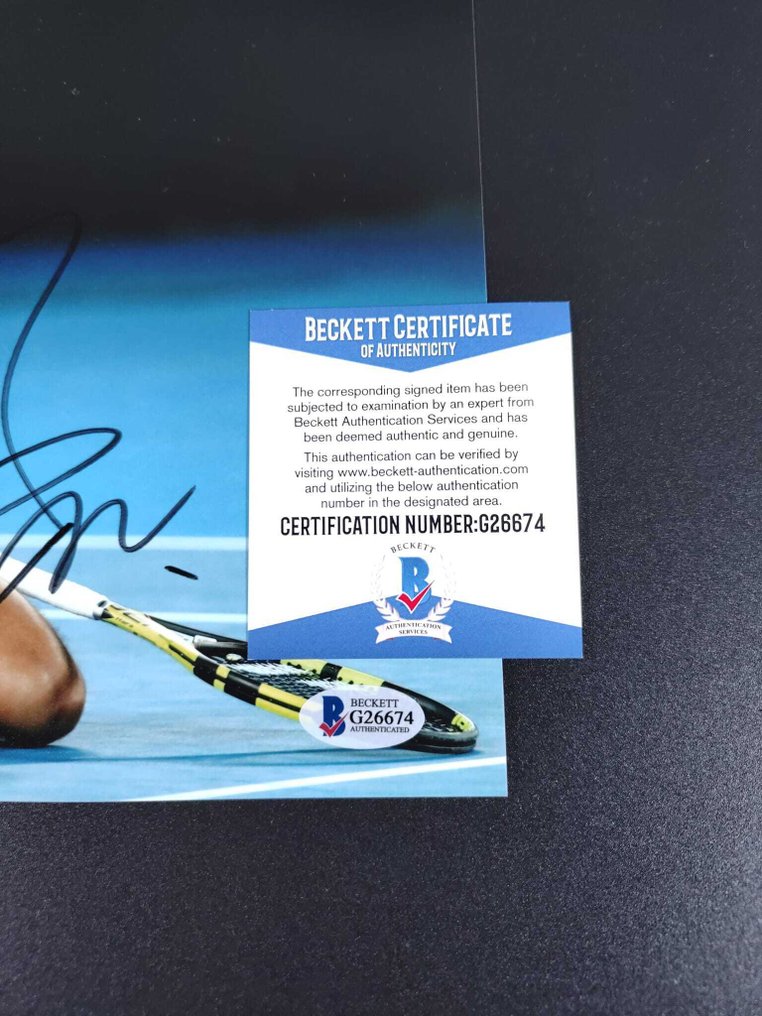 BECKETT CERTIFICATE
OF AUTHENTICITY
The corresponding signed item has been
subjected to examination by an expert from
Beckett Authentication Services and has
been deemed authentic and genuine.
This authentication can be verified by
visiting www.beckett-authentication.com
and utilizing the below authentication
number in the designated area.
CERTIFICATION NUMBER:G26674
BECKETT
B
AUTHENTICATION
SERVICES
B
BECKETT
G26674
AUTHENTICATED